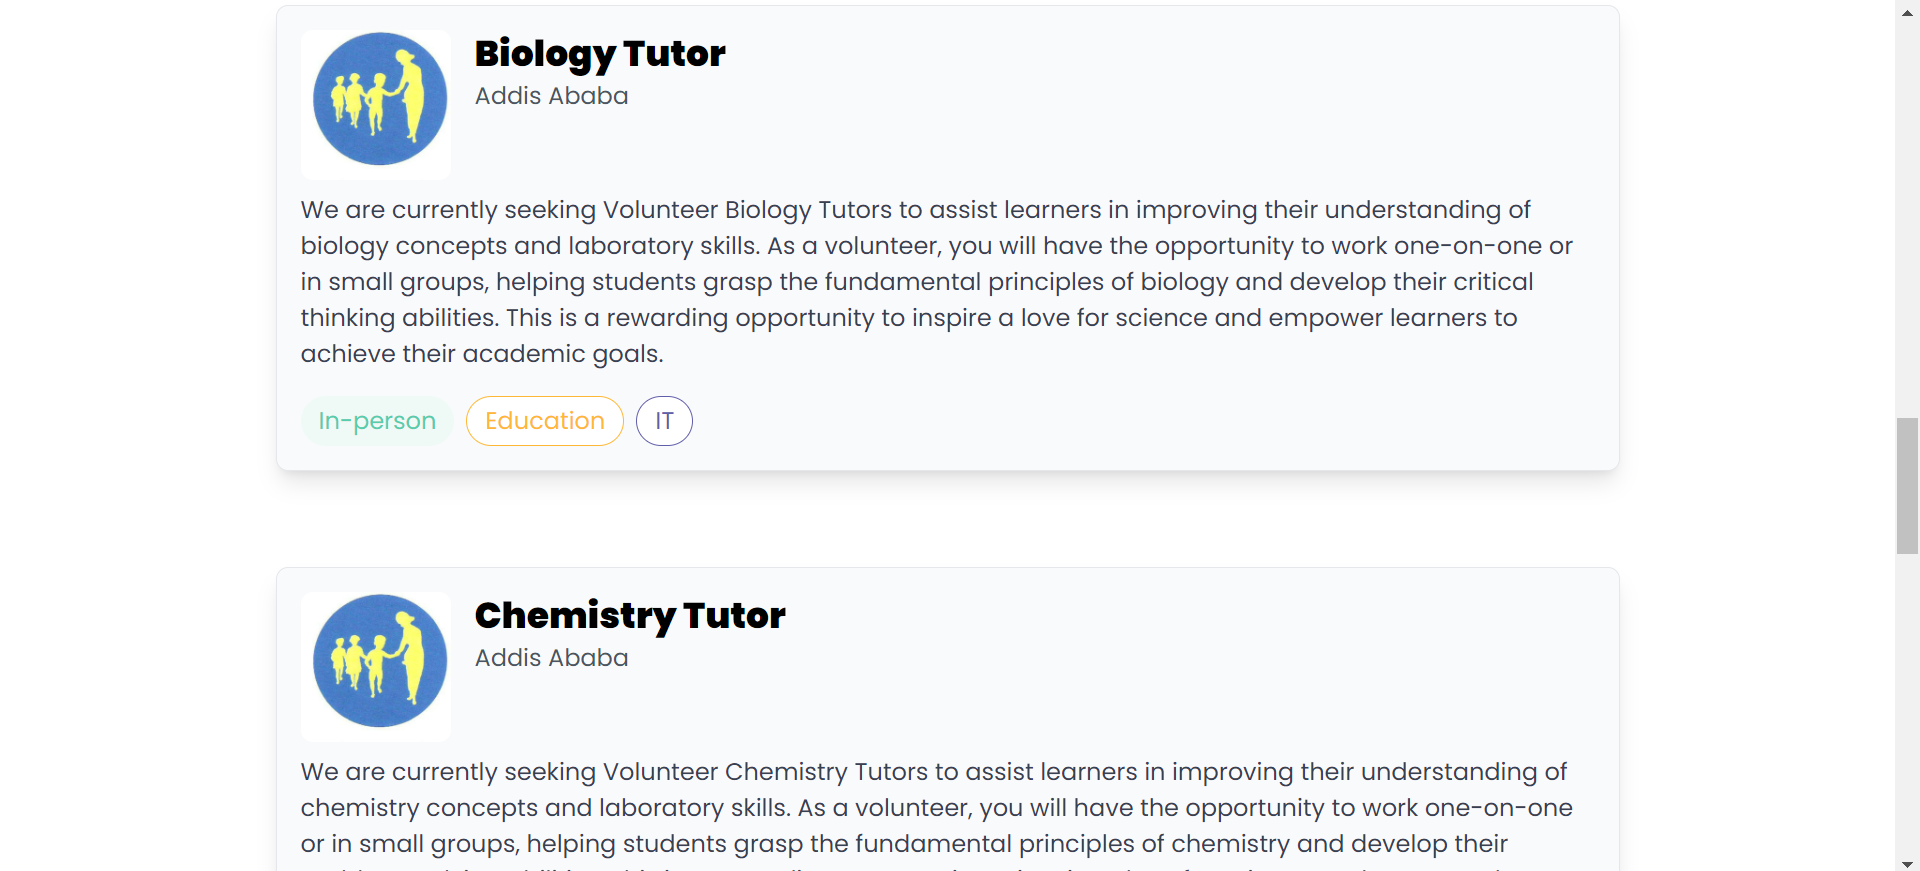 Biology Tutor
Addis Ababa
We are currently seeking Volunteer Biology Tutors to assist learners in improving their understanding of
biology concepts and laboratory skills. As a volunteer, you will have the opportunity to work one-on-one or
in small groups, helping students grasp the fundamental principles of biology and develop their critical
thinking abilities. This is a rewarding opportunity to inspire a love for science and empower learners to
achieve their academic goals.
In-person Education IT
Chemistry Tutor
Addis Ababa
We are currently seeking Volunteer Chemistry Tutors to assist learners in improving their understanding of
chemistry concepts and laboratory skills. As a volunteer, you will have the opportunity to work one-on-one
or in small groups, helping students grasp the fundamental principles of chemistry and develop their